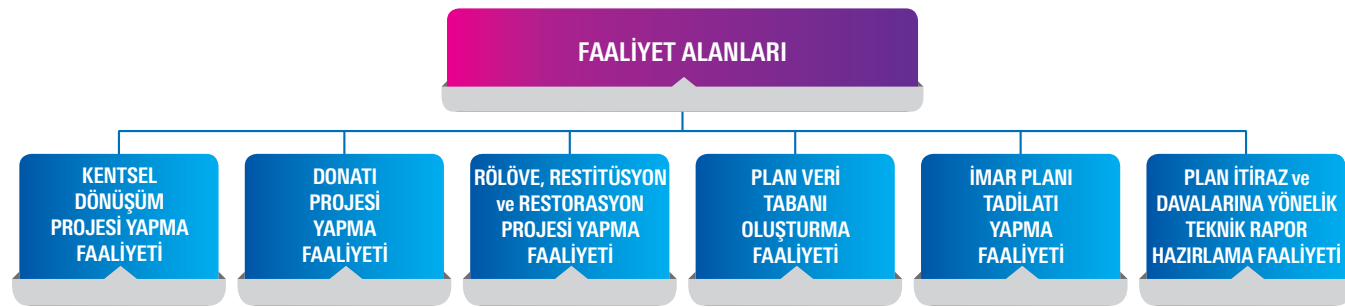 FAALİYET ALANLARI
KENTSEL
DÖNÜŞÜM
PROJESİ YAPMA
FAALİYETİ
DONATI
PROJESİ
YAPMA
FAALİYETİ
RÖLÖVE, RESTİTÜSYON
ve RESTORASYON
PROJESİ YAPMA
FAALİYETİ
PLAN VERİ
TABANI
OLUŞTURMA
FAALİYETİ
İMAR PLANI
TADİLATI
YAPMA
FAALİYETİ
PLAN İTİRAZ ve
DAVALARINA YÖNELİK
TEKNİK RAPOR
HAZIRLAMA FAALİYETİ